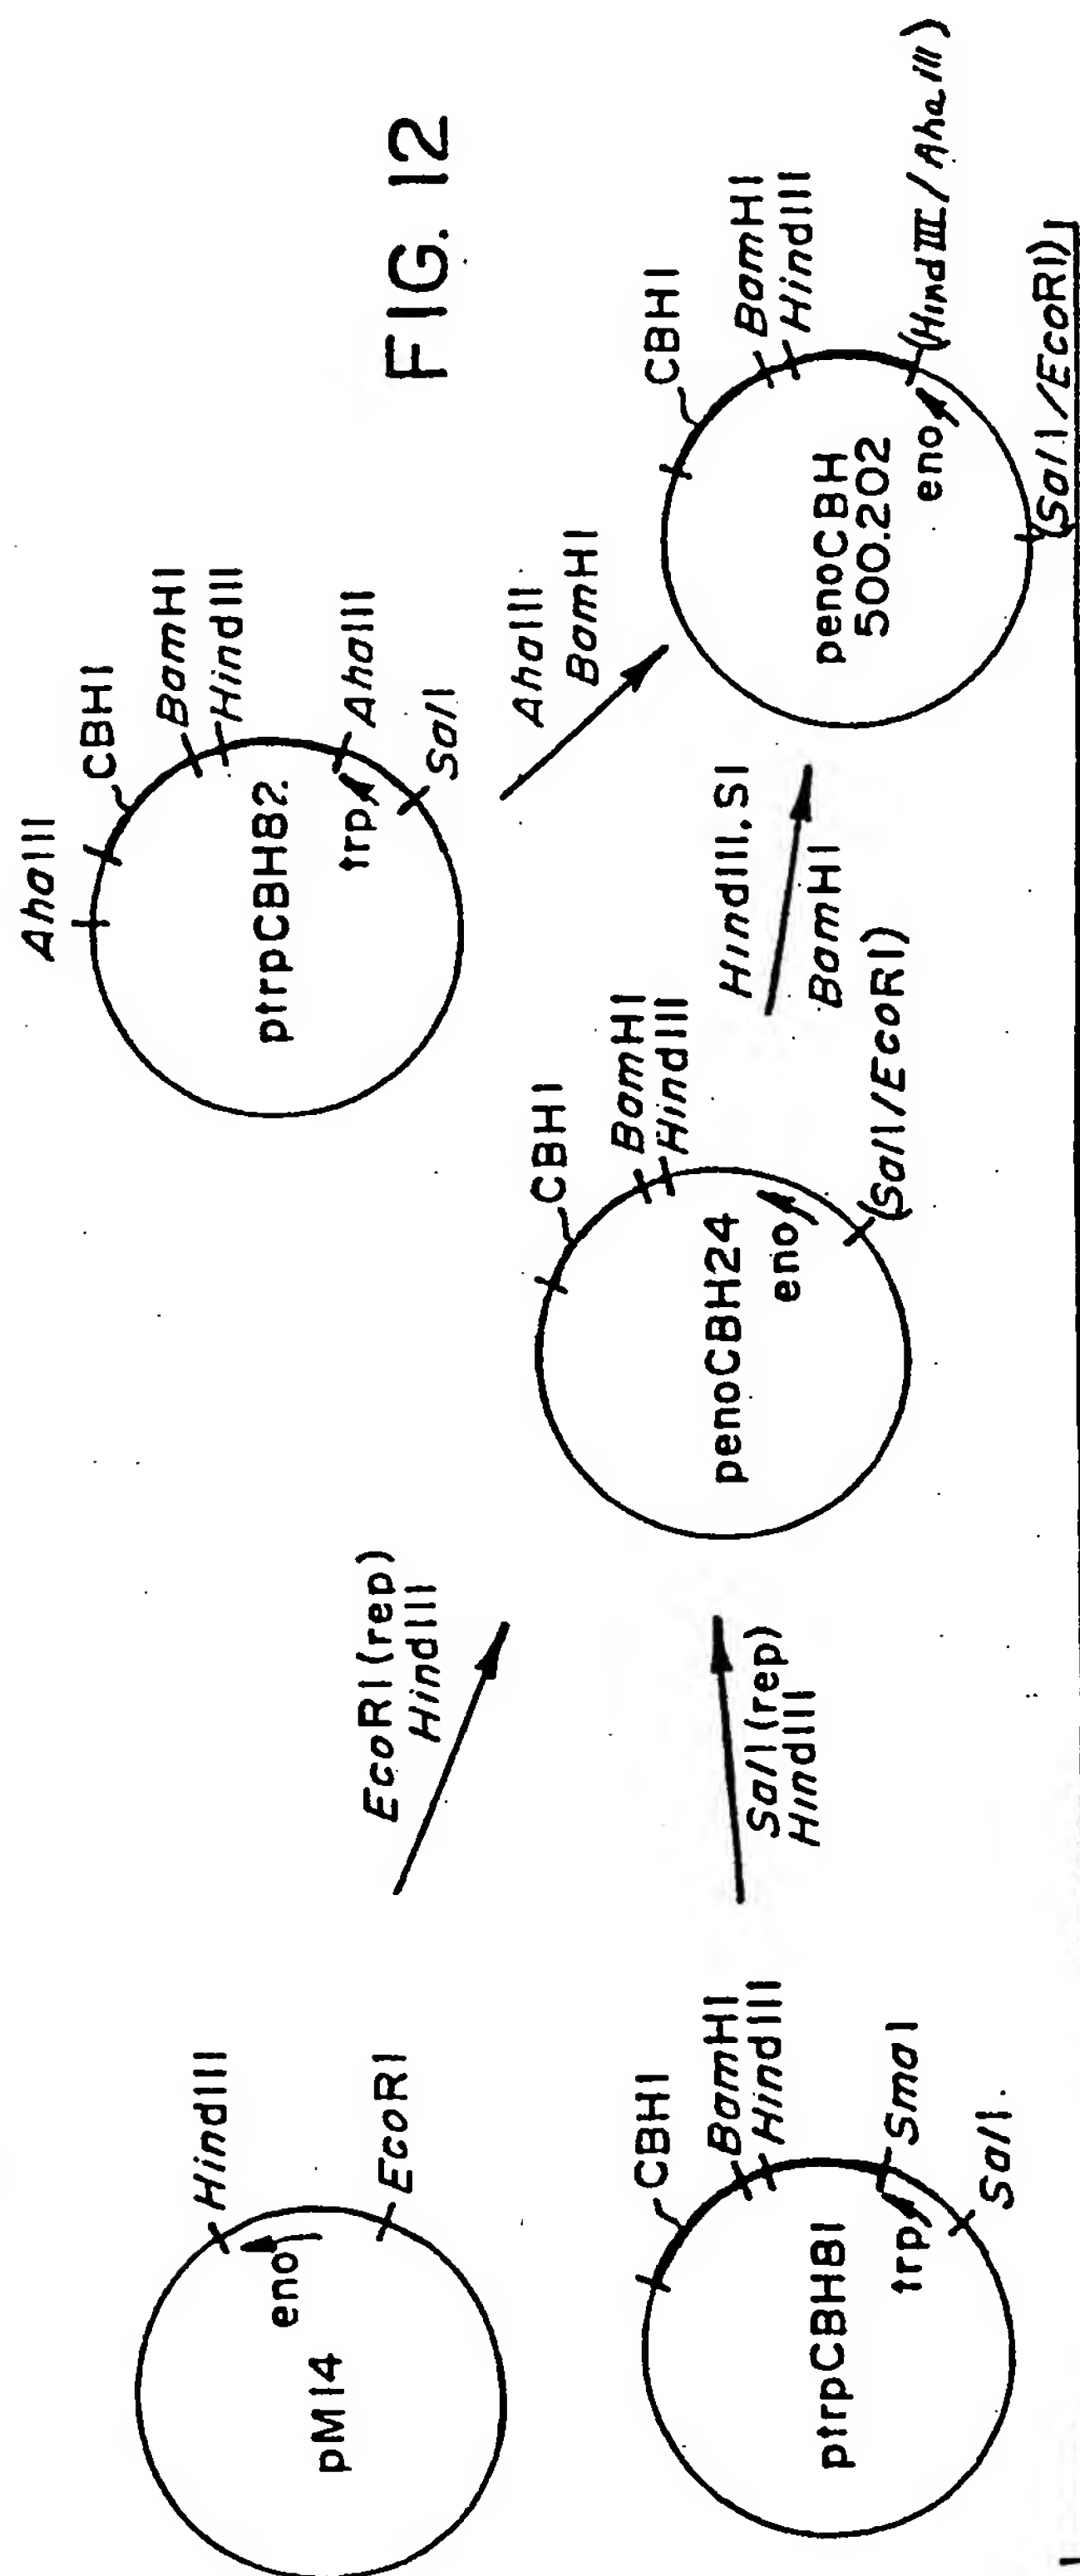 FIG. 12
HindIII
eno
pM14
EcoRI
EcoRI(rep)
HindIII
CBHI
BamHI
HindIII
ptrpCBHB1
trp
SmaI
SalI.
SalI(rep)
HindIII
CBHI
BamHI
HindIII
penoCBH24
eno
(SalI/EcoRI)
AhaIII
CBHI
BamHI
HindIII
ptrpCBHB2.
trp
AhaIII
SalI
AhaIII
BamHI
HindIII, SI
BamHI
CBHI
BamHI
HindIII
penoCBH
500.202
eno
(HindIII/AhaIII)
(SalI/EcoRI)